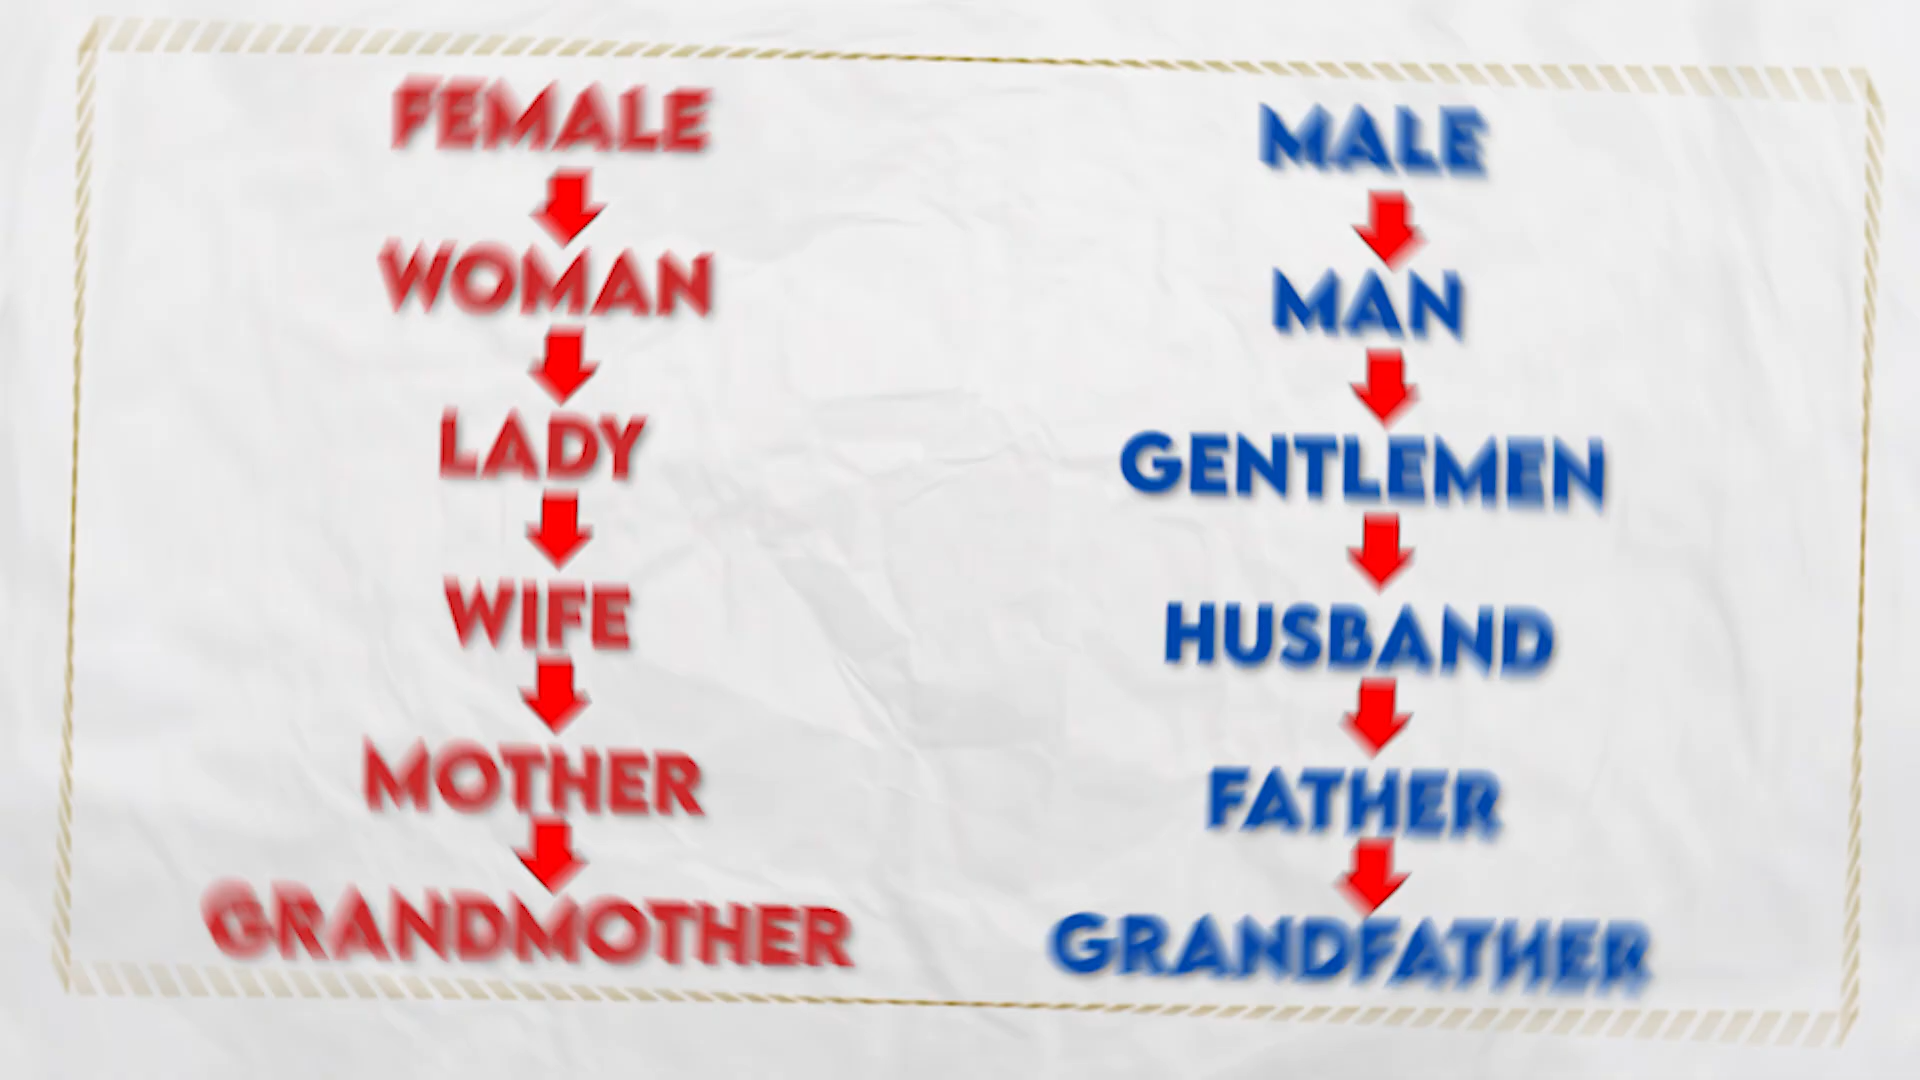 FEMALE
WOMAN
LADY
WIFE
MOTHER
GRANDMOTHER
MALE
MAN
GENTLEMEN
HUSBAND
FATHER
GRANDFATHER